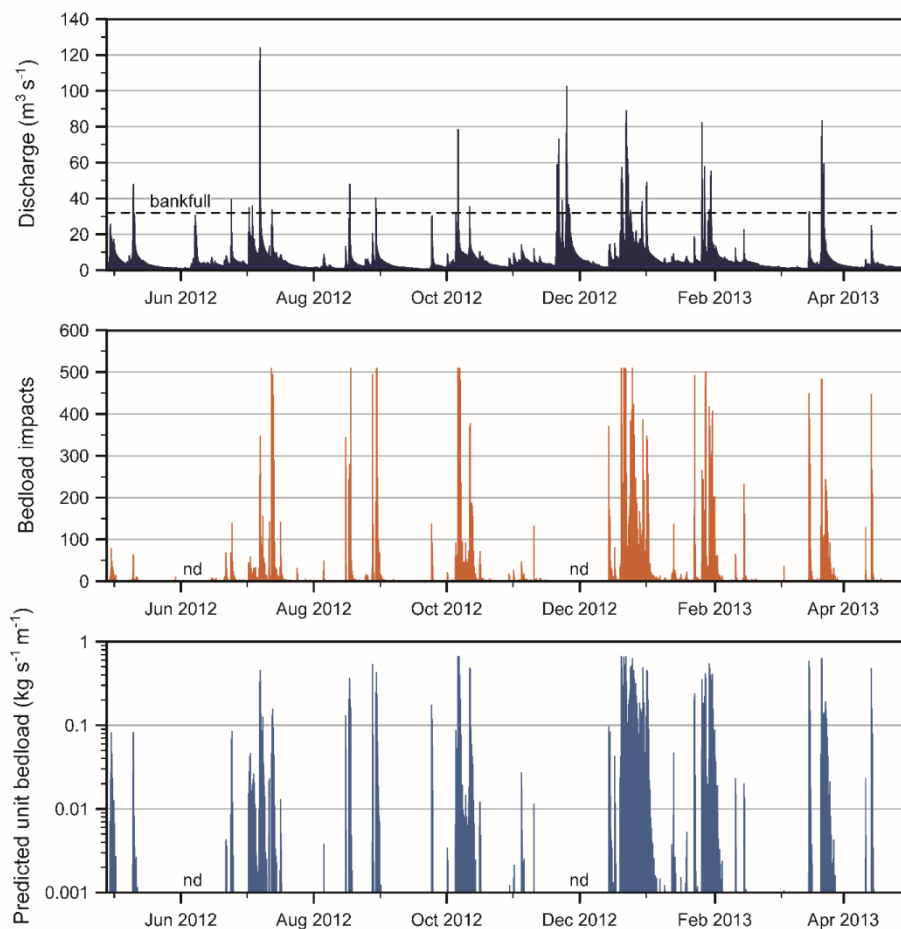 Discharge (m³ s⁻¹)
140
120
100
80
60
40
20
0
bankfull
Jun 2012 Aug 2012 Oct 2012 Dec 2012 Feb 2013 Apr 2013
Bedload impacts
600
500
400
300
200
100
0
nd nd
Jun 2012 Aug 2012 Oct 2012 Dec 2012 Feb 2013 Apr 2013
Predicted unit bedload (kg s⁻¹ m⁻¹)
1
0.1
0.01
0.001
nd nd
Jun 2012 Aug 2012 Oct 2012 Dec 2012 Feb 2013 Apr 2013